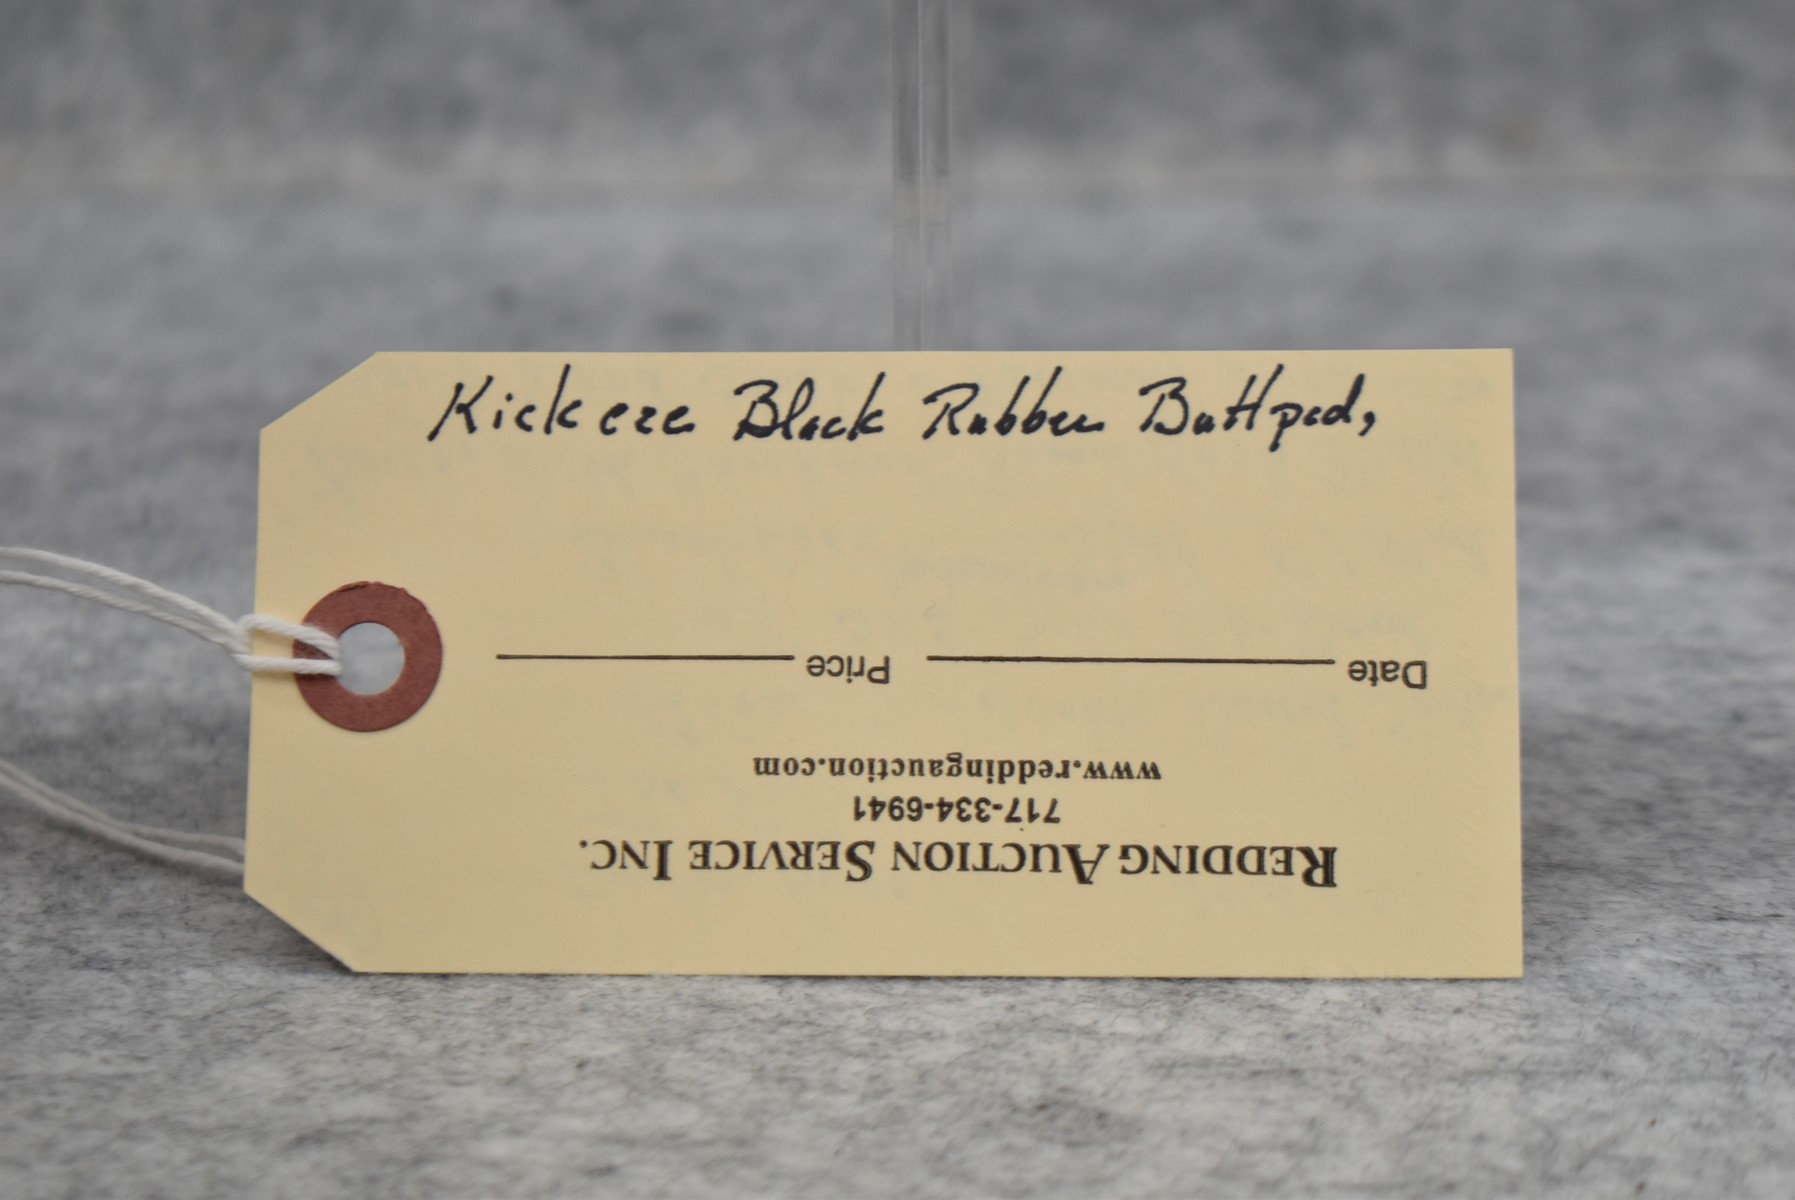 Kickeze Black Rubber Buttpad,
REDDING AUCTION SERVICE INC.
717-334-6941
www.reddingauction.com
Date Price